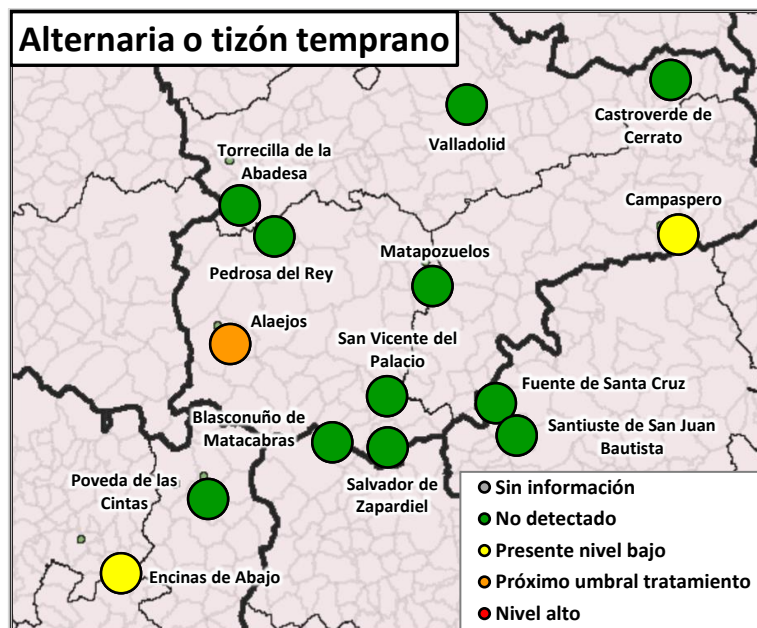 Alternaria o tizón temprano
Valladolid
Castroverde de
Cerrato
Torrecilla de la
Abadesa
Campaspero
Pedrosa del Rey
Matapozuelos
Alaejos
San Vicente del
Palacio
Fuente de Santa Cruz
Blasconuño de
Matacabras
Santiuste de San Juan
Bautista
Salvador de
Zapardiel
Poveda de las
Cintas
Encinas de Abajo
Sin información
No detectado
Presente nivel bajo
Próximo umbral tratamiento
Nivel alto